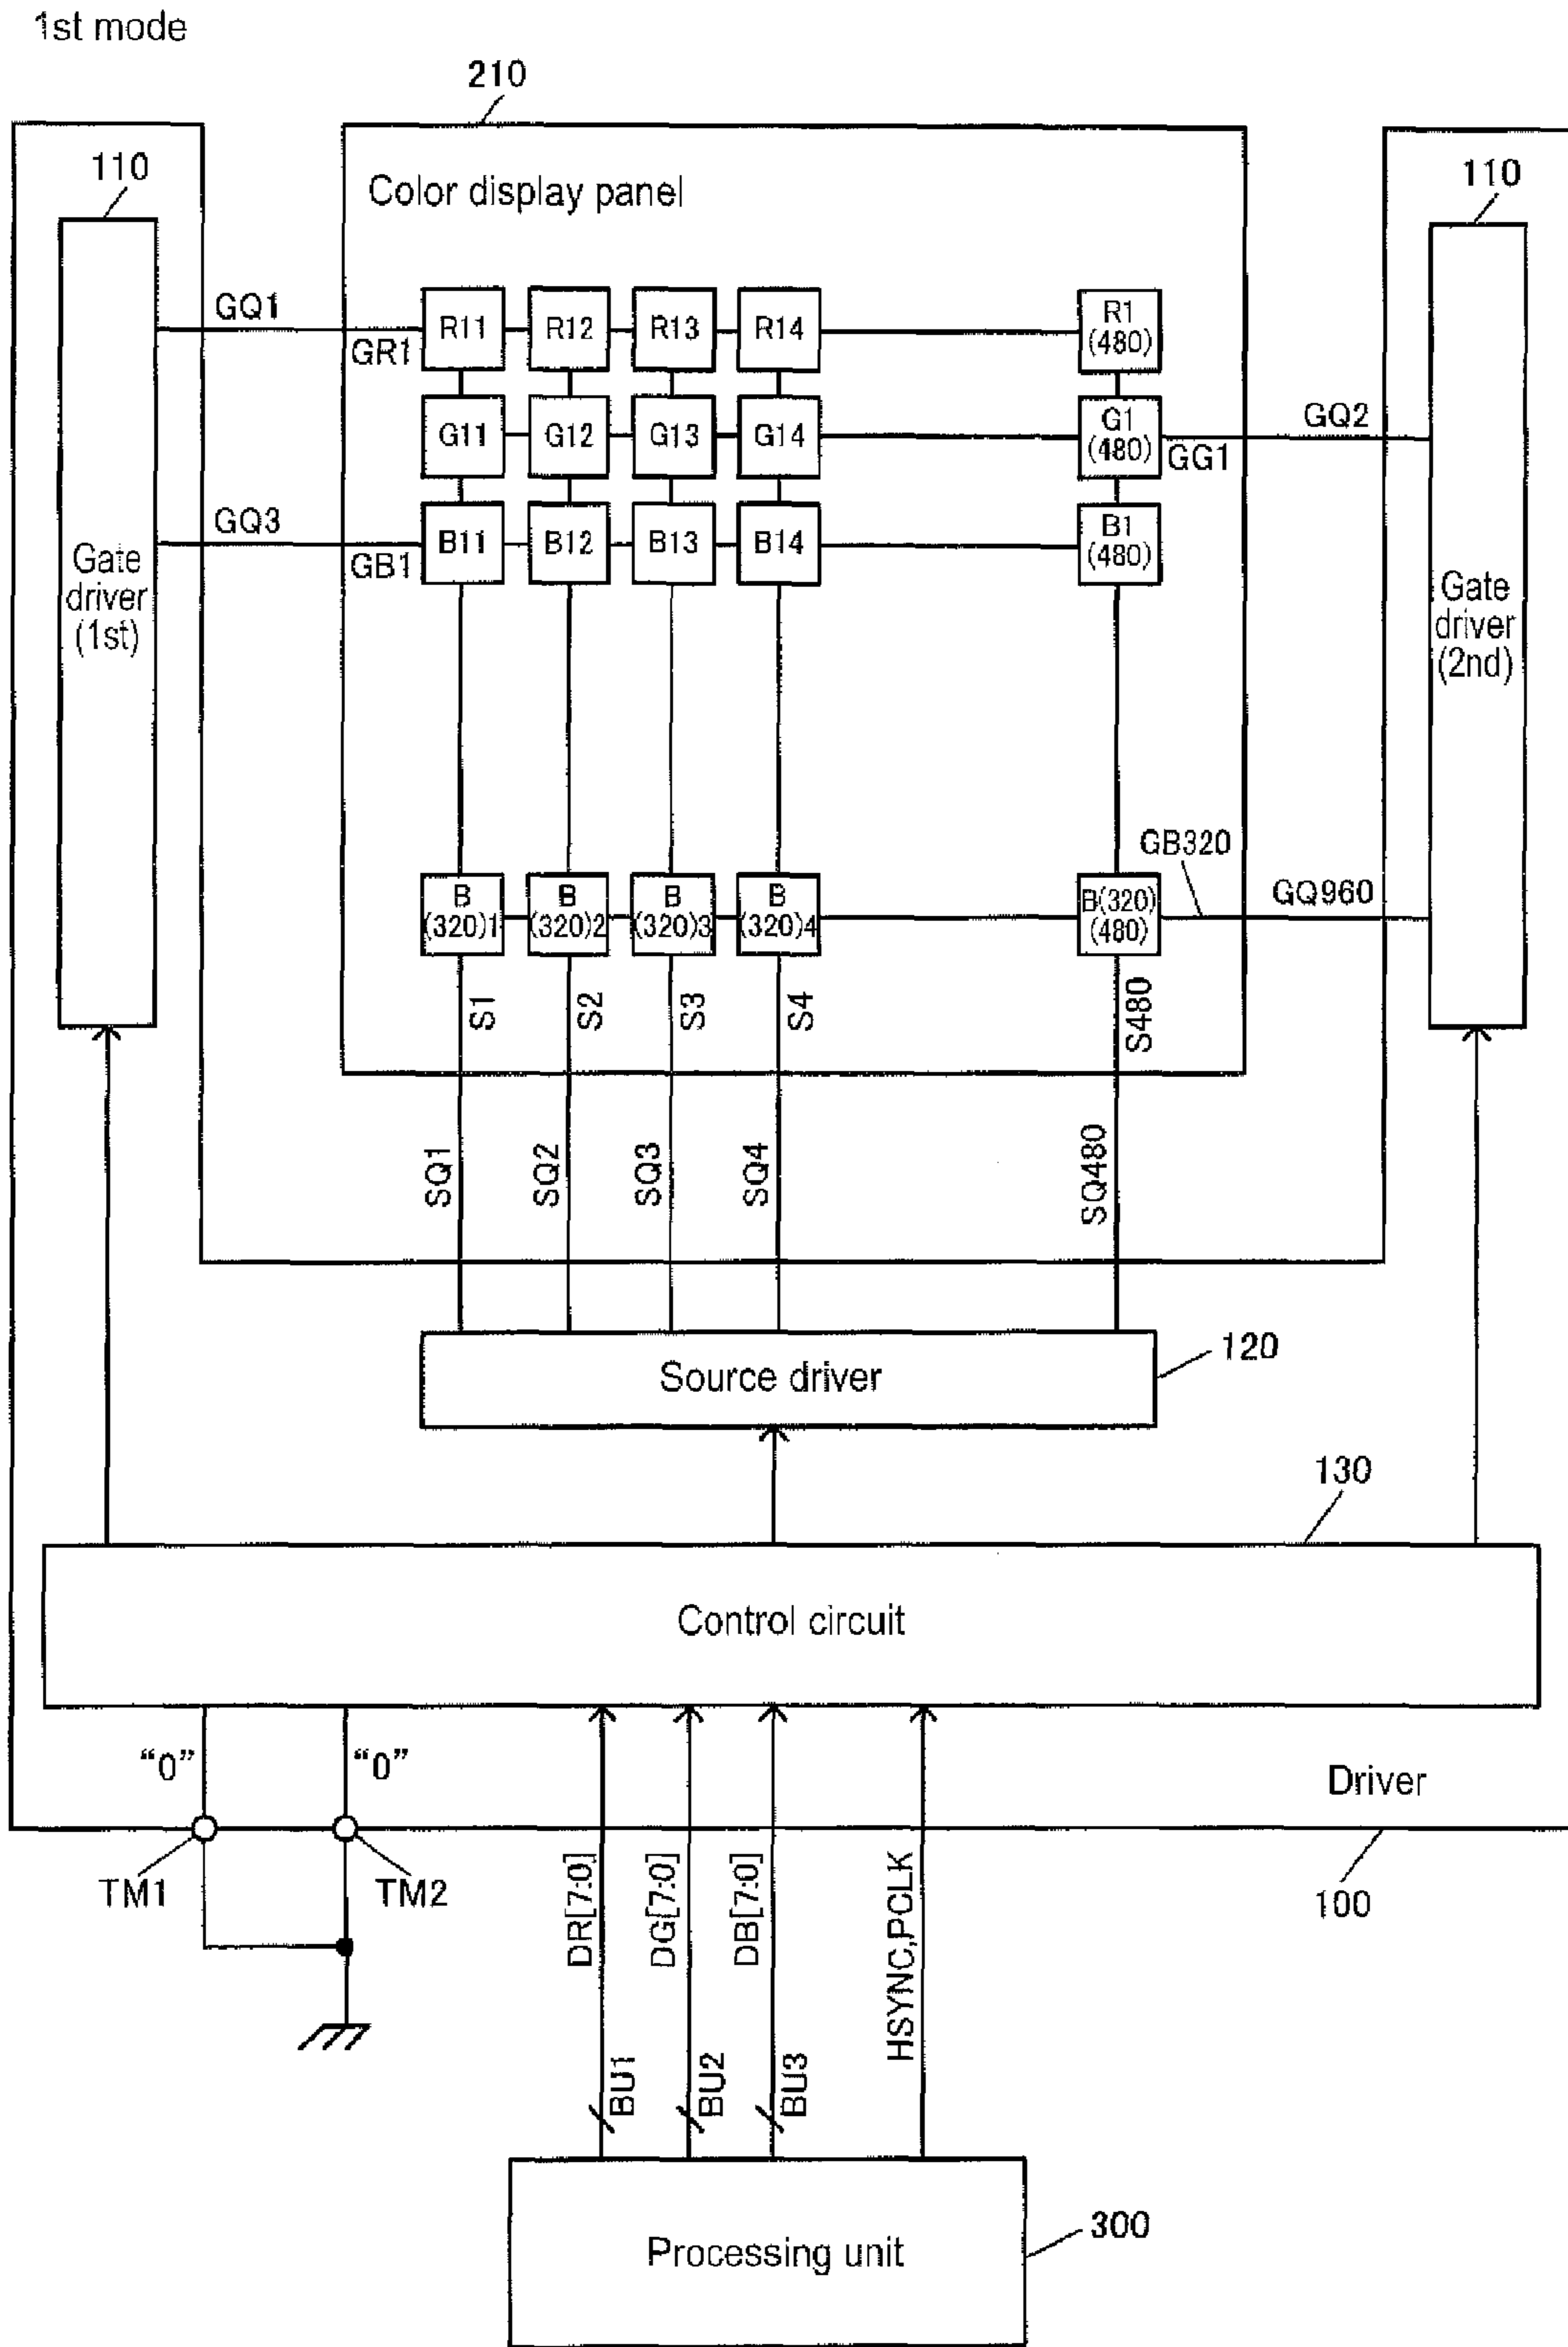 1st mode
210
110
Color display panel
110
GQ1
GR1
R11
R12
R13
R14
R1
(480)
G11
G12
G13
G14
G1
(480)
GG1
GQ2
GQ3
GB1
B11
B12
B13
B14
B1
(480)
Gate
driver
(1st)
Gate
driver
(2nd)
GB320
GQ960
B
(320)1
B
(320)2
B
(320)3
B
(320)4
B(320)
(480)
S1
S2
S3
S4
S480
SQ1
SQ2
SQ3
SQ4
SQ480
Source driver
120
130
Control circuit
“0”
“0”
Driver
TM1
TM2
100
DR[7:0]
DG[7:0]
DB[7:0]
HSYNC,PCLK
BU1
BU2
BU3
Processing unit
300